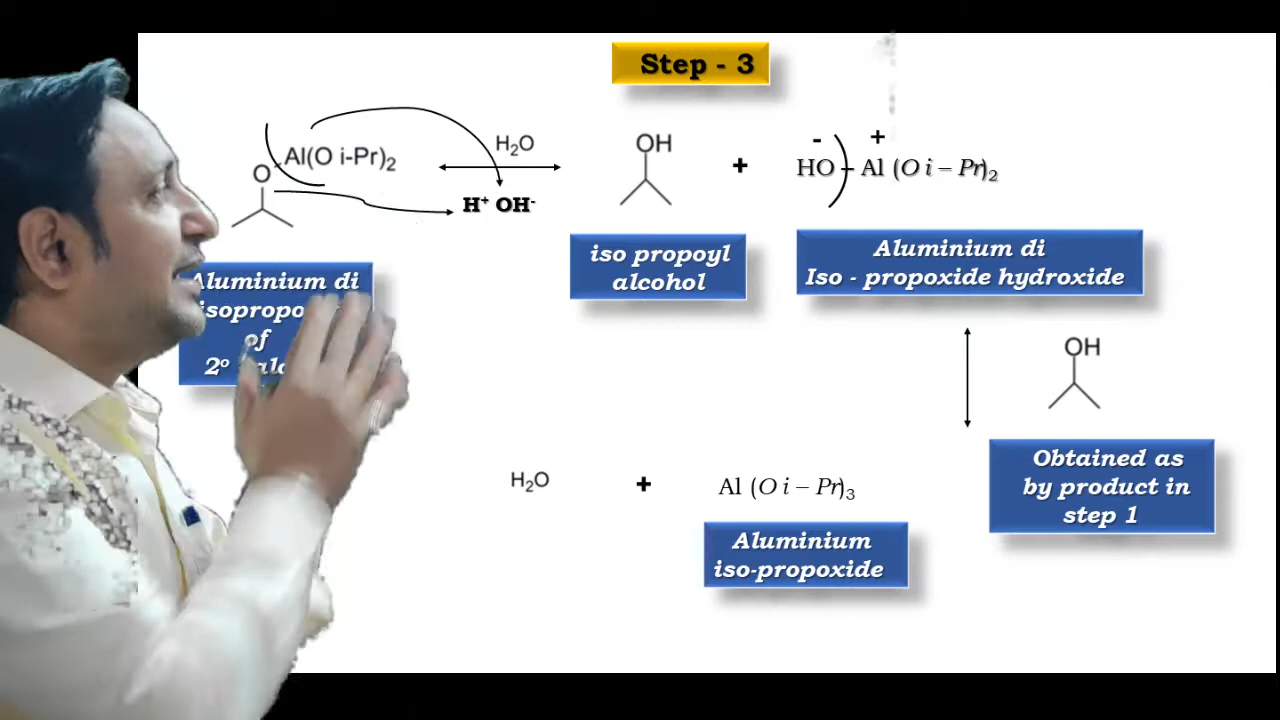 Step - 3
Al(O i-Pr)₂
O
H₂O
H⁺ OH⁻
OH
+
- +
HO - Al (O i – Pr)₂
Aluminium di
of
2º
iso propoyl
alcohol
Aluminium di
Iso - propoxide hydroxide
OH
Obtained as
by product in
step 1
H₂O + Al (O i – Pr)₃
Aluminium
iso-propoxide